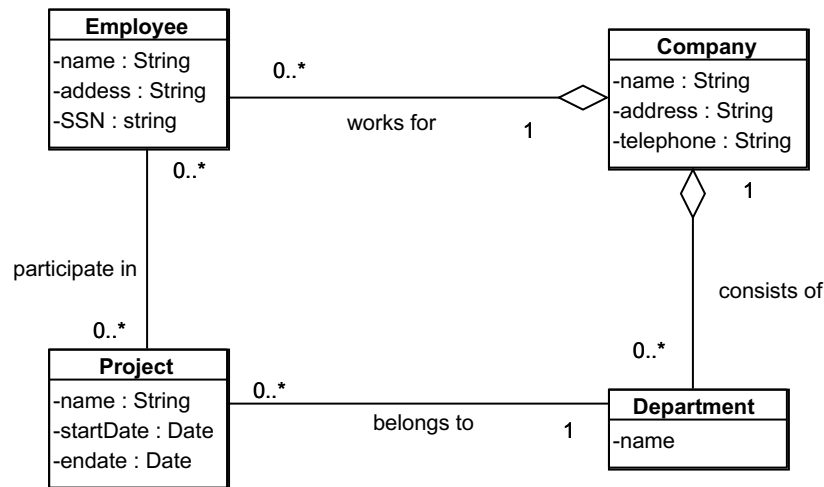 Employee
-name : String
-addess : String
-SSN : string
Company
-name : String
-address : String
-telephone : String
0..*
works for
1
0..*
1
participate in
consists of
0..*
0..*
Project
-name : String
-startDate : Date
-endate : Date
0..*
belongs to
1
Department
-name